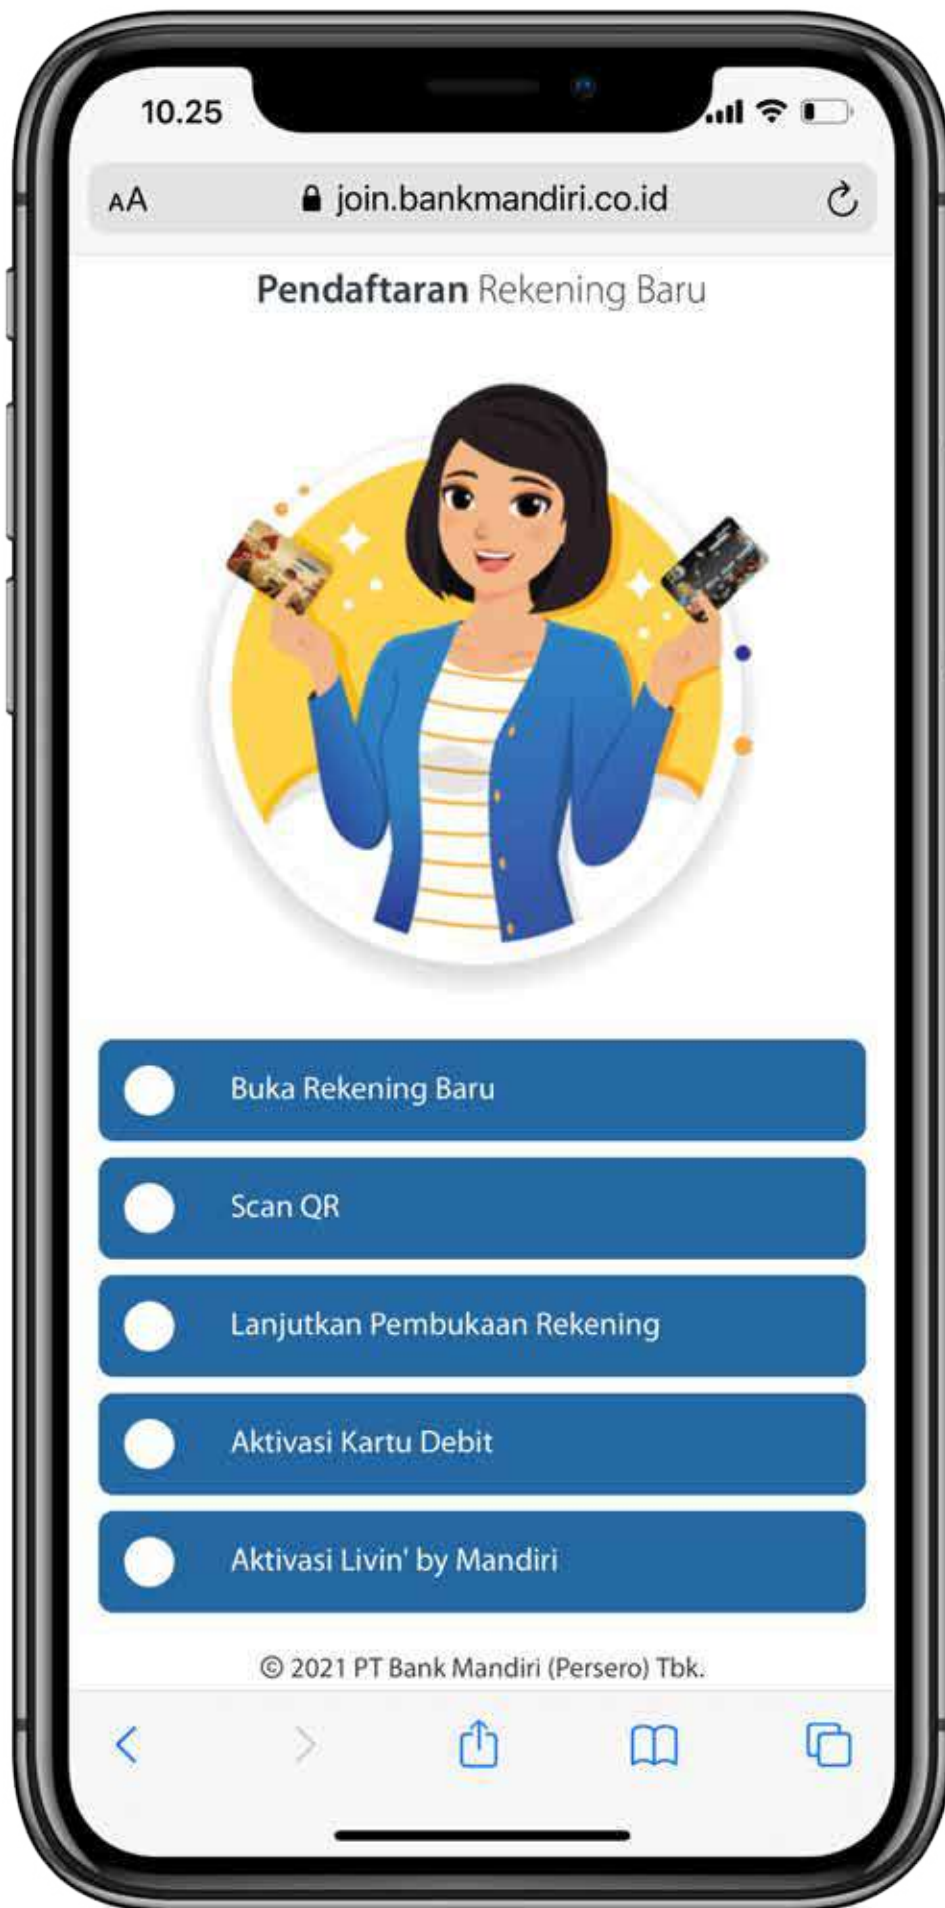 10.25
AA
join.bankmandiri.co.id
Pendaftaran Rekening Baru
Buka Rekening Baru
Scan QR
Lanjutkan Pembukaan Rekening
Aktivasi Kartu Debit
Aktivasi Livin' by Mandiri
© 2021 PT Bank Mandiri (Persero) Tbk.